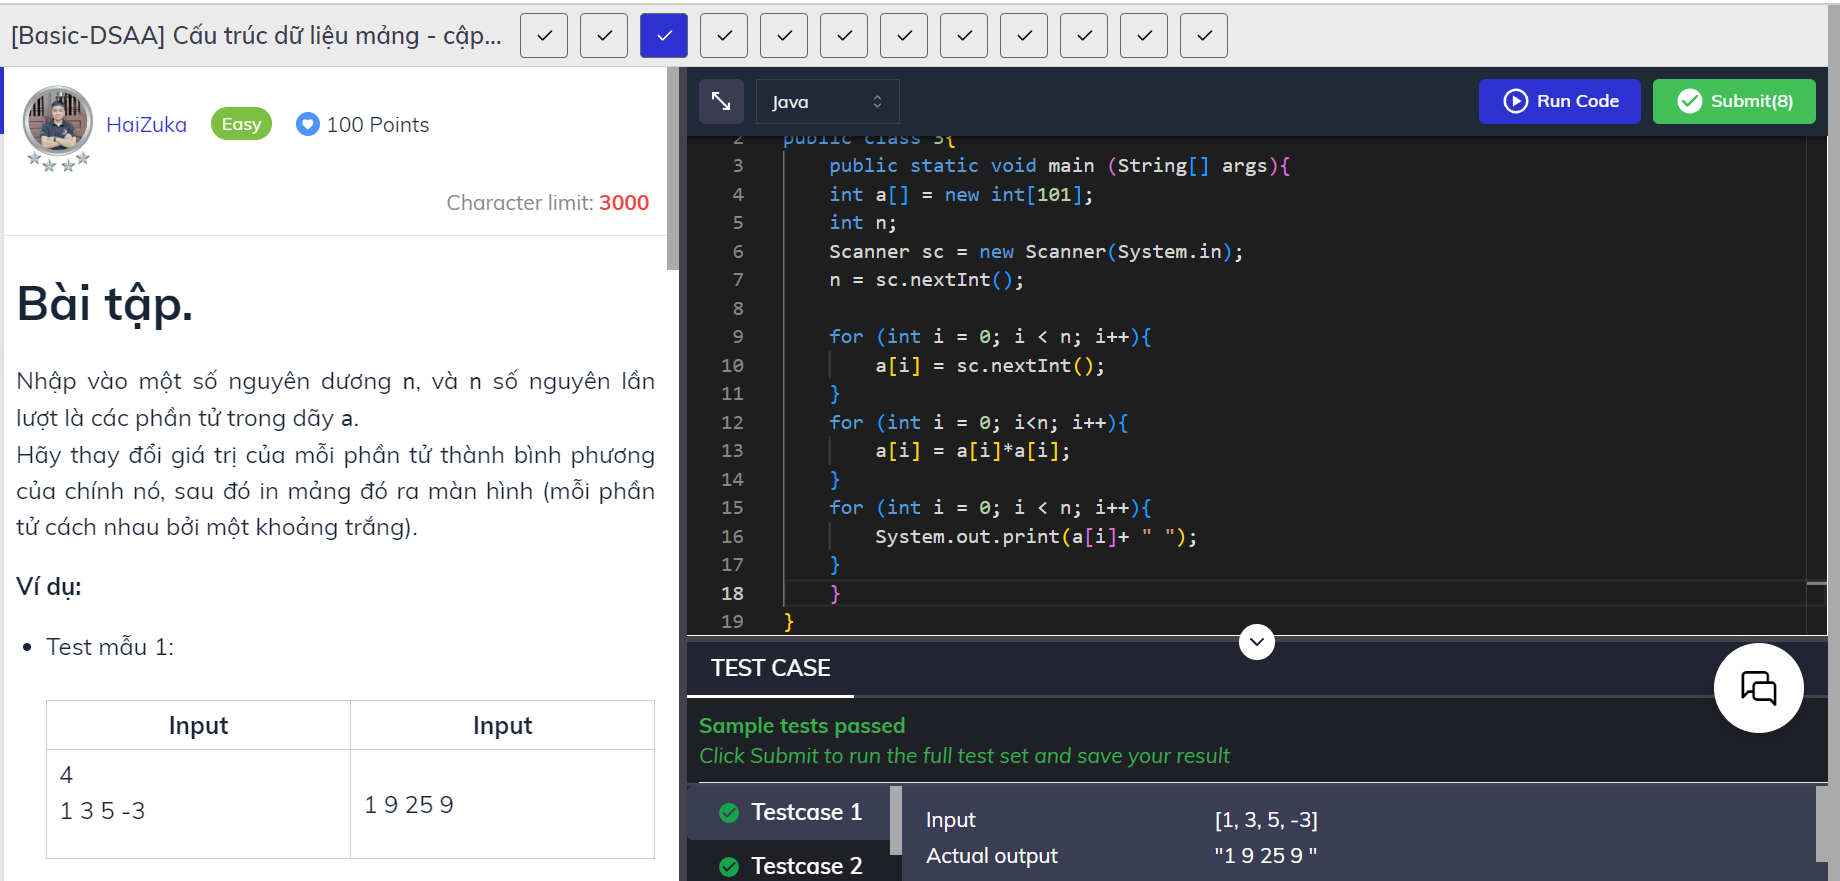 [Basic-DSAA] Cấu trúc dữ liệu mảng - cập...
HaiZuka Easy 100 Points
Character limit: 3000
Bài tập.
Nhập vào một số nguyên dương n, và n số nguyên lần
lượt là các phần tử trong dãy a.
Hãy thay đổi giá trị của mỗi phần tử thành bình phương
của chính nó, sau đó in mảng đó ra màn hình (mỗi phần
tử cách nhau bởi một khoảng trắng).
Ví dụ:
• Test mẫu 1:
Input Input
4
1 3 5 -3
1 9 25 9
Java Run Code Submit(8)
2 public class 3{
3 public static void main (String[] args){
4 int a[] = new int[101];
5 int n;
6 Scanner sc = new Scanner(System.in);
7 n = sc.nextInt();
8
9 for (int i = 0; i < n; i++){
10 a[i] = sc.nextInt();
11 }
12 for (int i = 0; i<n; i++){
13 a[i] = a[i]*a[i];
14 }
15 for (int i = 0; i < n; i++){
16 System.out.print(a[i]+ " ");
17 }
18 }
19 }
TEST CASE
Sample tests passed
Click Submit to run the full test set and save your result
Testcase 1
Testcase 2
Input [1, 3, 5, -3]
Actual output "1 9 25 9 "